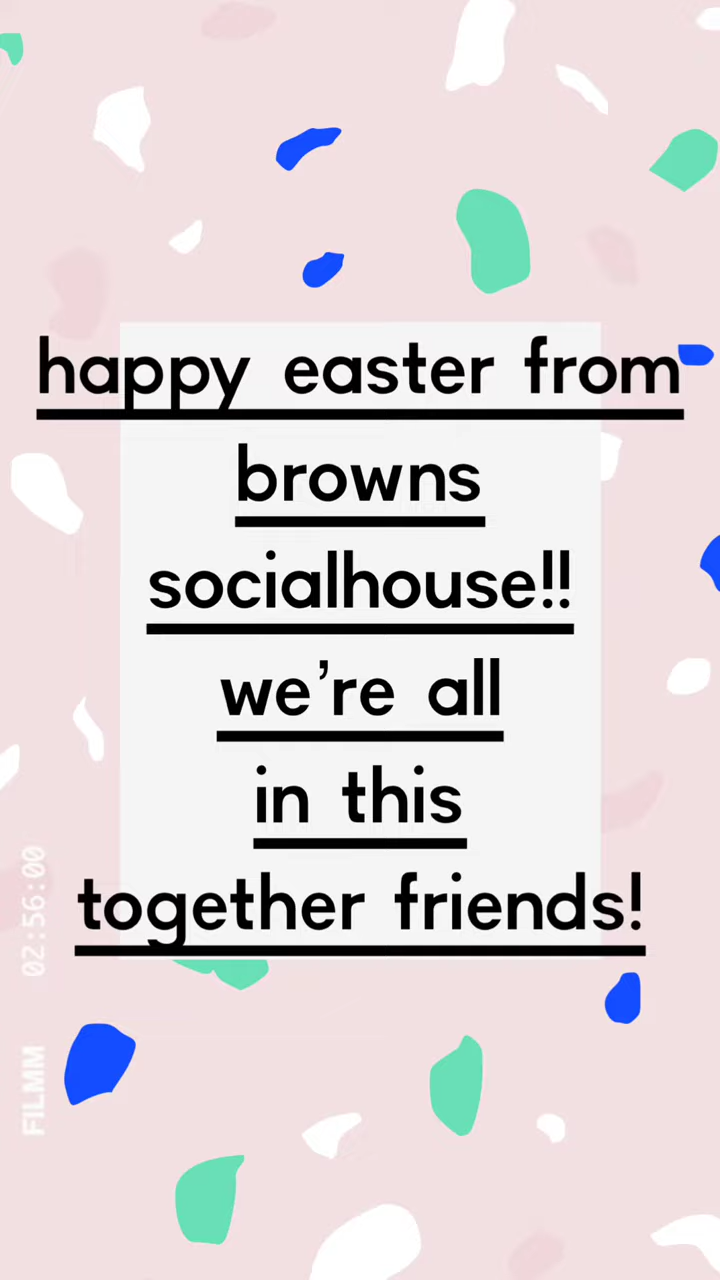 happy easter from
browns
socialhouse!!
we're all
in this
together friends!
02:56:00
FILMM